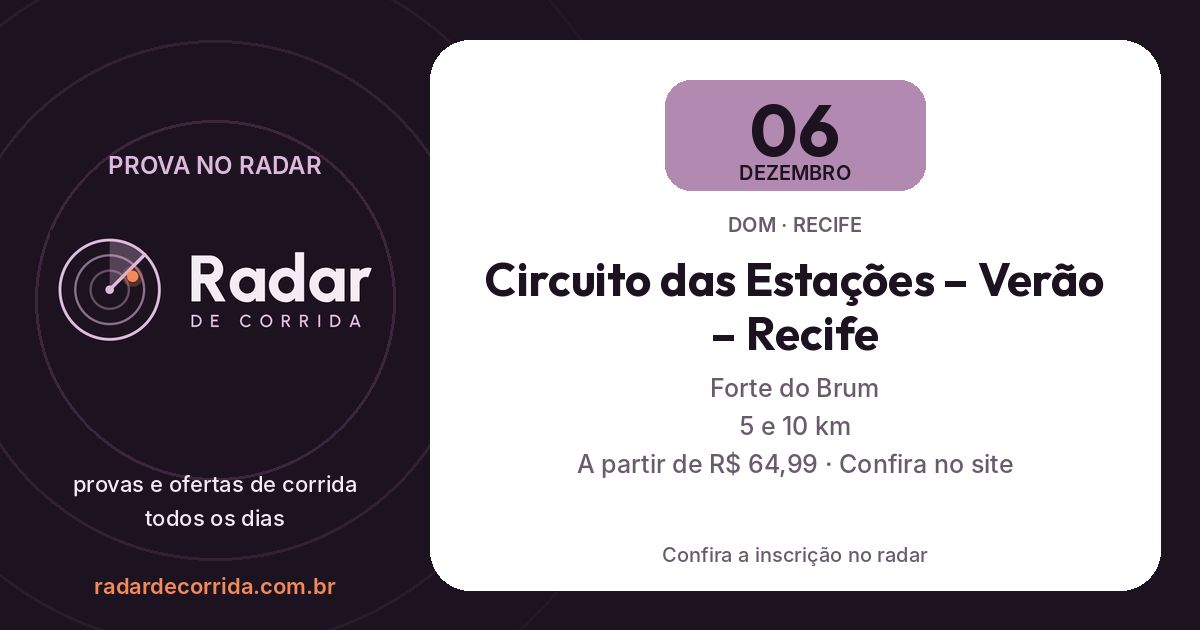 PROVA NO RADAR
Radar
DE CORRIDA
provas e ofertas de corrida
todos os dias
radardecorrida.com.br
06
DEZEMBRO
DOM · RECIFE
Circuito das Estações – Verão
– Recife
Forte do Brum
5 e 10 km
A partir de R$ 64,99 · Confira no site
Confira a inscrição no radar